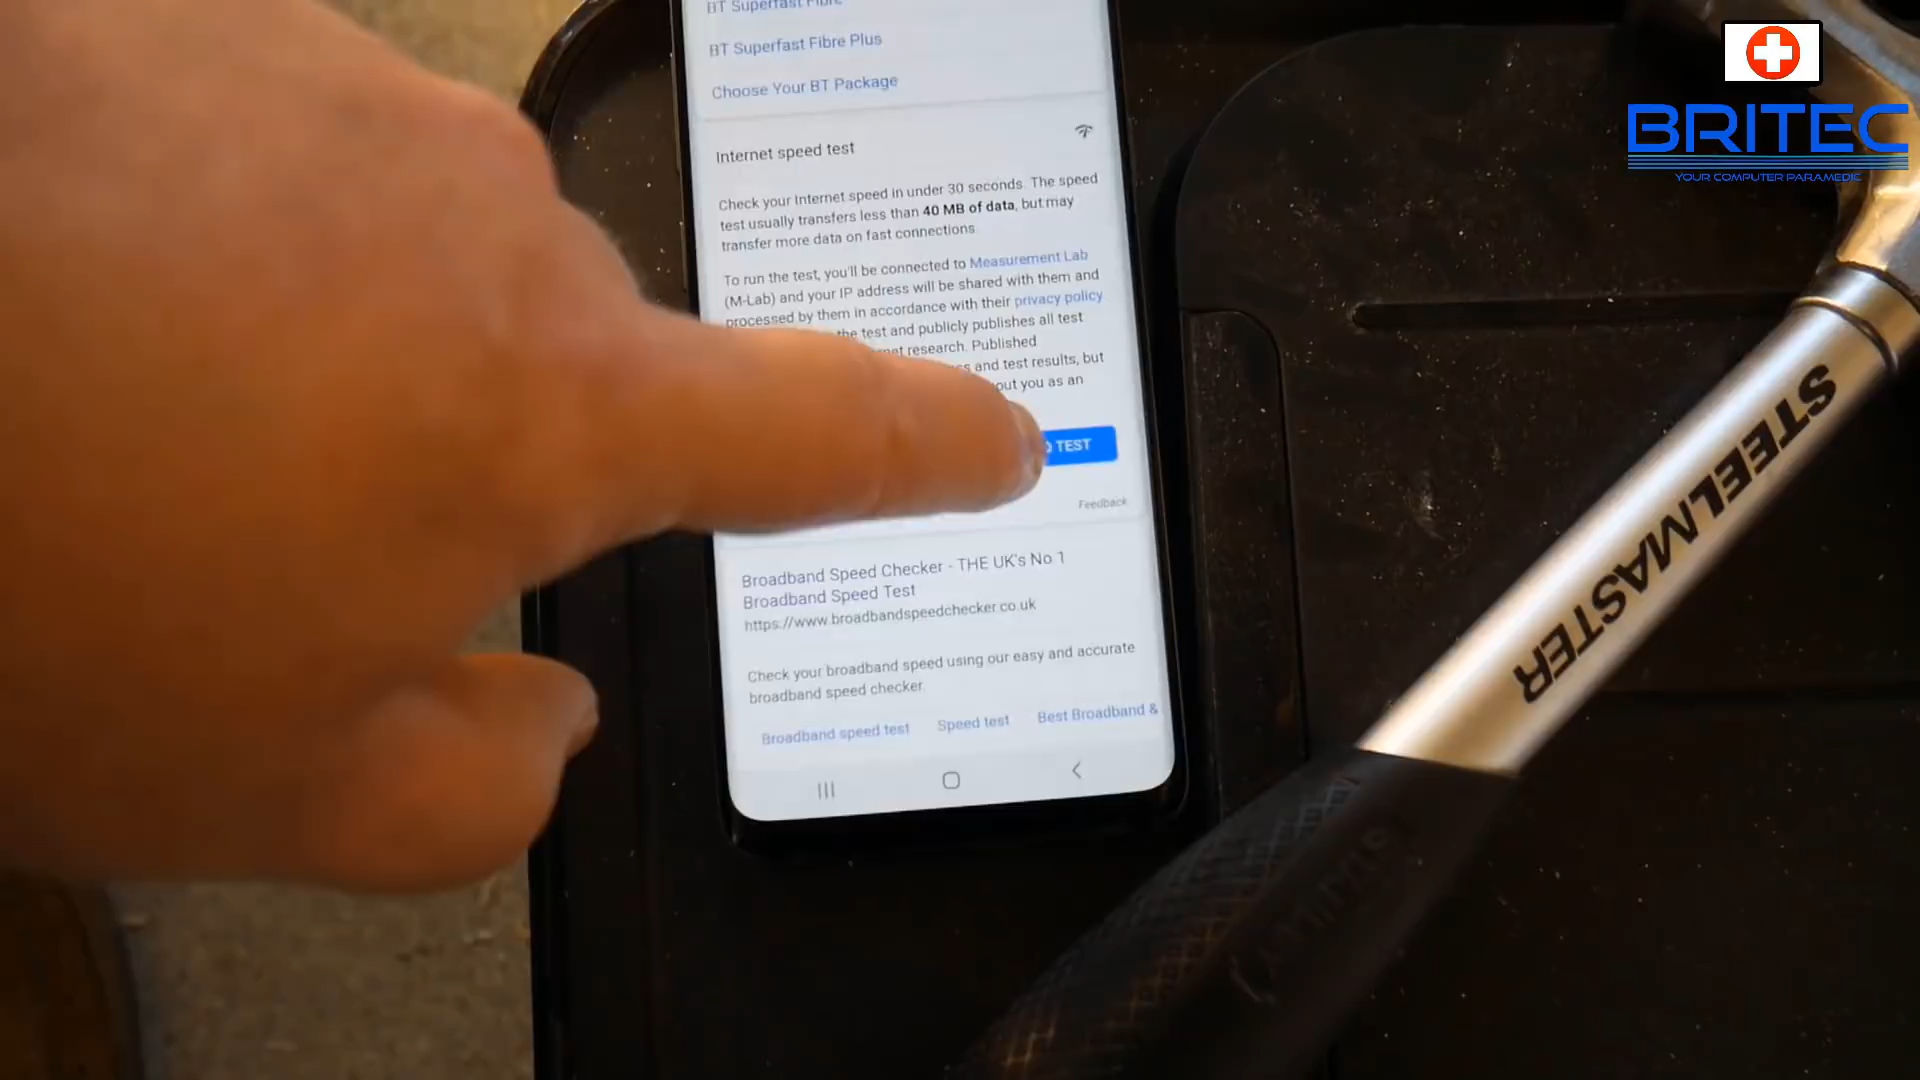 BT Superfast Fibre
BT Superfast Fibre Plus
Choose Your BT Package
Internet speed test
Check your Internet speed in under 30 seconds. The speed
test usually transfers less than 40 MB of data, but may
transfer more data on fast connections.
To run the test, you'll be connected to Measurement Lab
(M-Lab) and your IP address will be shared with them and
processed by them in accordance with their privacy policy
the test and publicly publishes all test
research. Published
and test results, but
you as an
TEST
Feedback
Broadband Speed Checker - THE UK's No 1
Broadband Speed Test
https://www.broadbandspeedchecker.co.uk
Check your broadband speed using our easy and accurate
broadband speed checker.
Broadband speed test Speed test Best Broadband &
BRITEC
YOUR COMPUTER PARAMEDIC
STEELMASTER